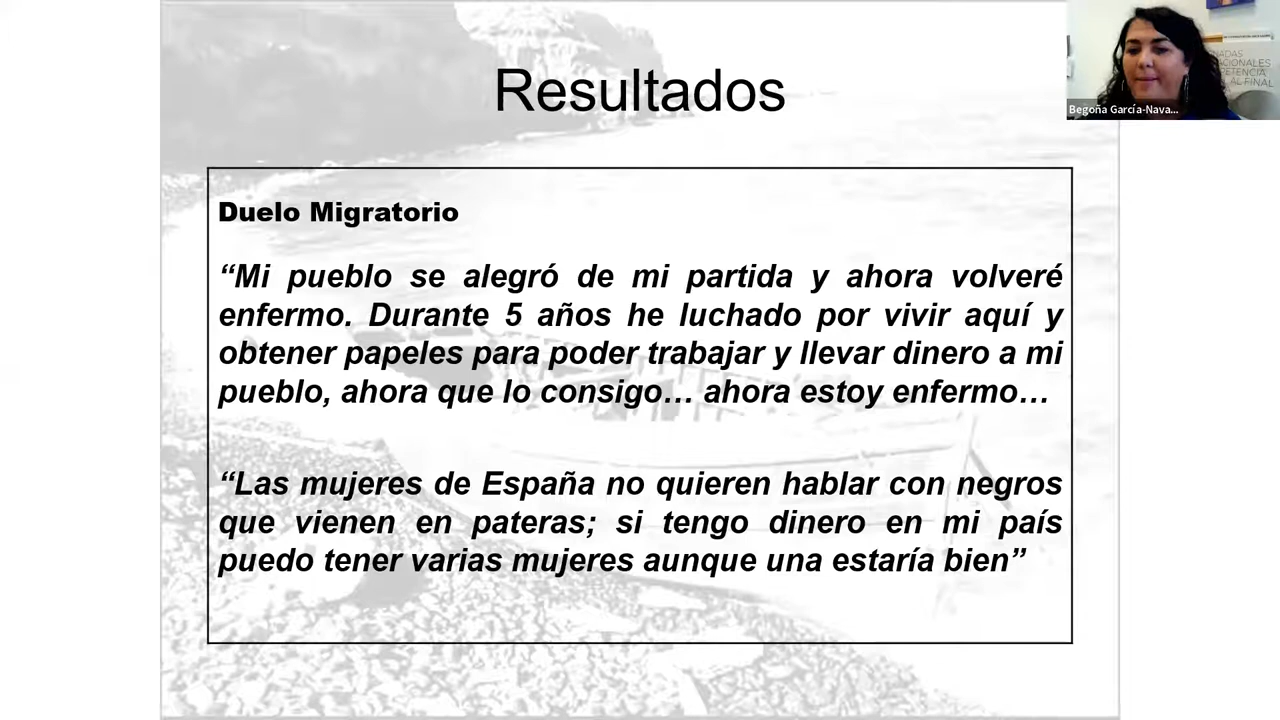 Resultados
Begoña García-Nava...
AL FINAL
Duelo Migratorio
“Mi pueblo se alegró de mi partida y ahora volveré
enfermo. Durante 5 años he luchado por vivir aquí y
obtener papeles para poder trabajar y llevar dinero a mi
pueblo, ahora que lo consigo… ahora estoy enfermo…
“Las mujeres de España no quieren hablar con negros
que vienen en pateras; si tengo dinero en mi país
puedo tener varias mujeres aunque una estaría bien”